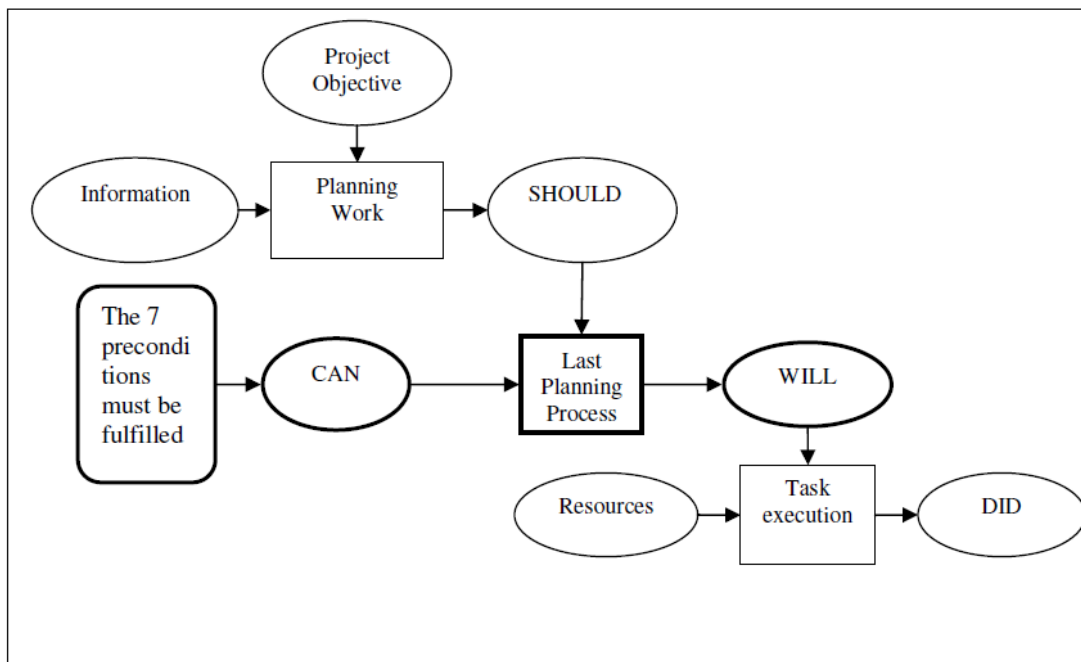 Project
Objective
Information
Planning
Work
SHOULD
The 7
precondi
tions
must be
fulfilled
CAN
Last
Planning
Process
WILL
Resources
Task
execution
DID